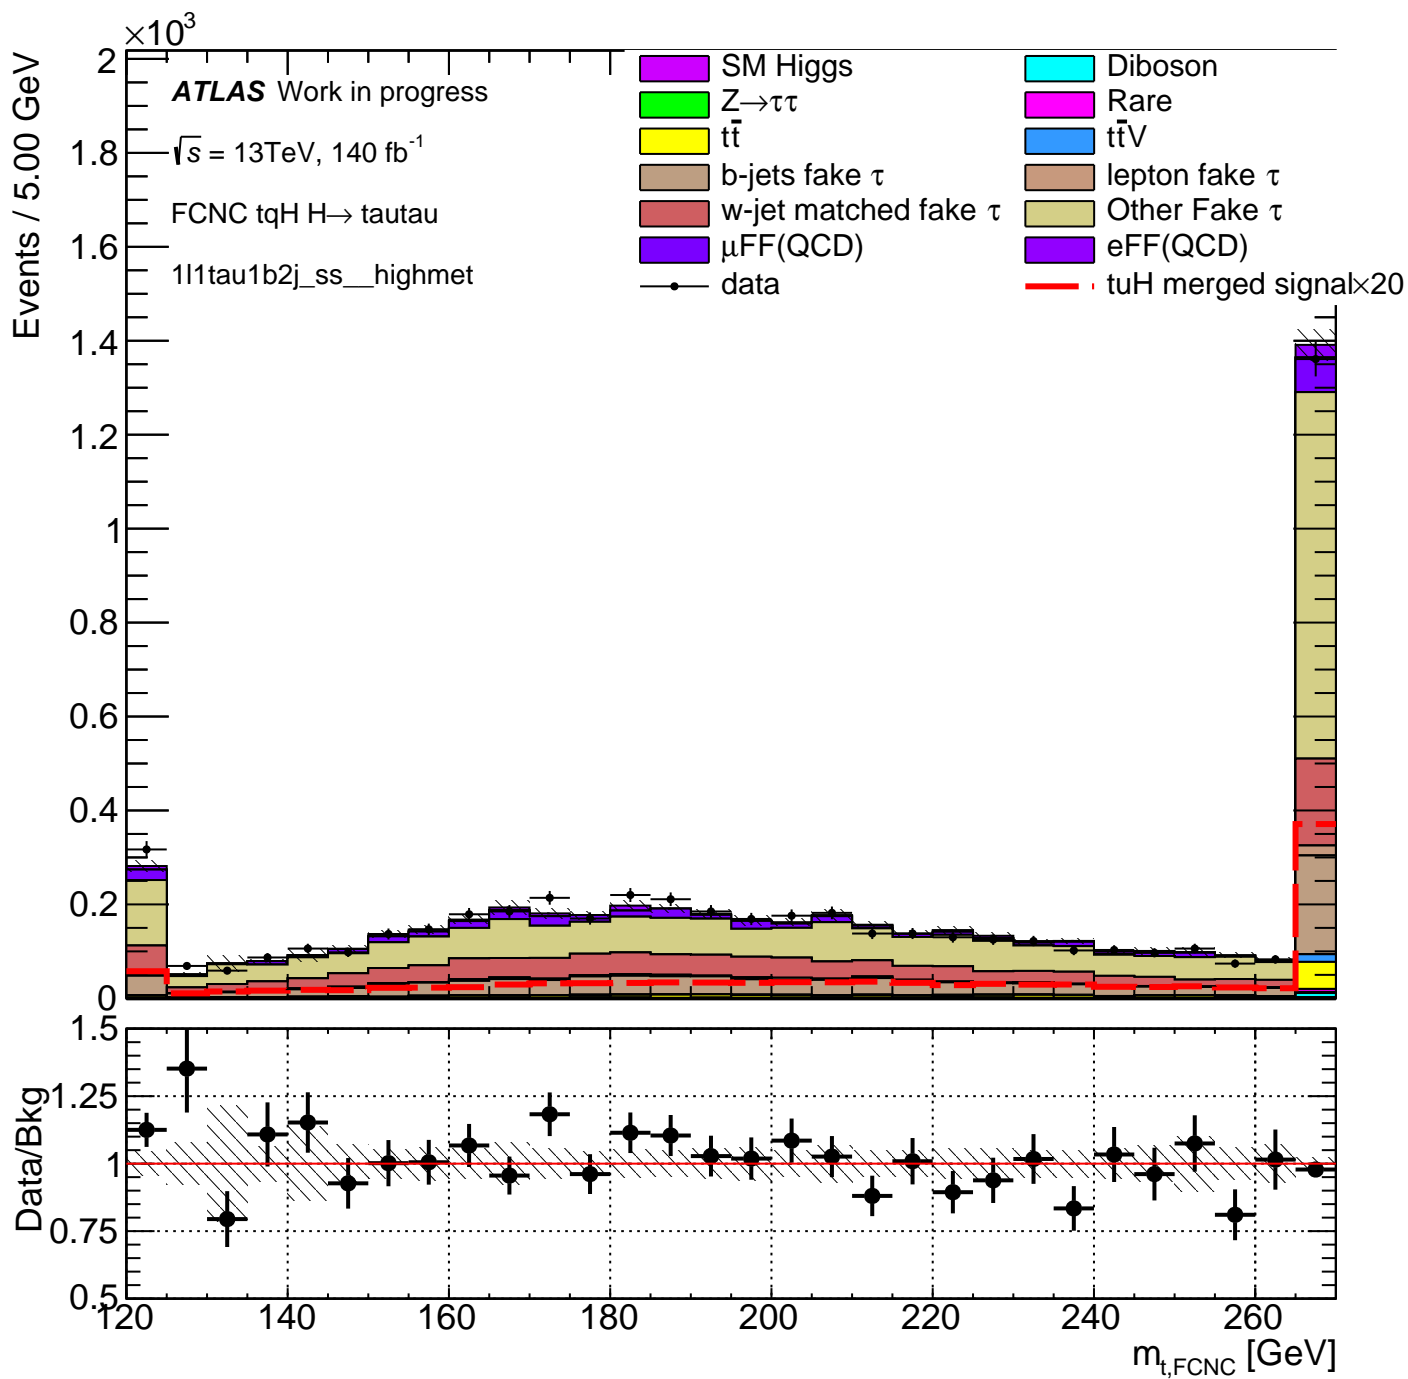 ×10³
Events / 5.00 GeV
2
1.8
1.6
1.4
1.2
1
0.8
0.6
0.4
0.2
0
ATLAS Work in progress
√s = 13TeV, 140 fb⁻¹
FCNC tqH H→ tautau
1l1tau1b2j_ss__highmet
SM Higgs
Z→ττ
tt̄
b-jets fake τ
w-jet matched fake τ
μFF(QCD)
data
Diboson
Rare
tt̄V
lepton fake τ
Other Fake τ
eFF(QCD)
tuH merged signal×20
Data/Bkg
1.5
1.25
1
0.75
0.5
120 140 160 180 200 220 240 260
m_t,FCNC [GeV]